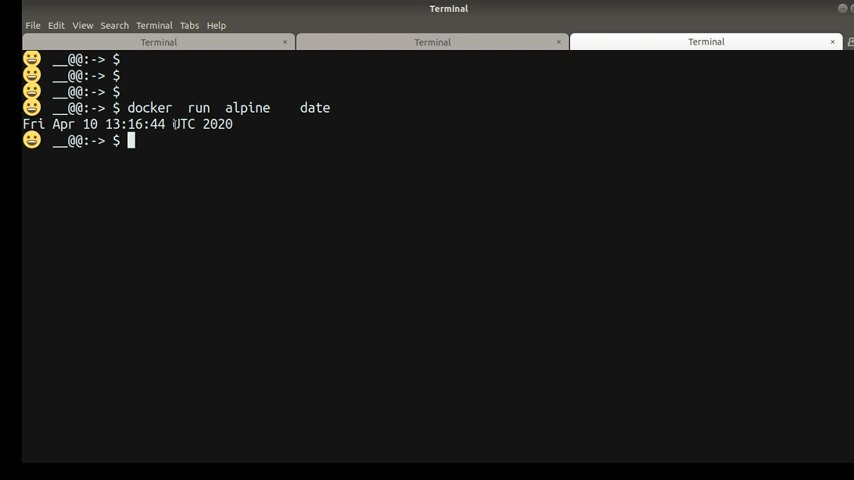 Terminal
File Edit View Search Terminal Tabs Help
Terminal × Terminal × Terminal ×
😀 __@@:-> $
😀 __@@:-> $
😀 __@@:-> $
😀 __@@:-> $ docker run alpine date
Fri Apr 10 13:16:44 UTC 2020
😀 __@@:-> $